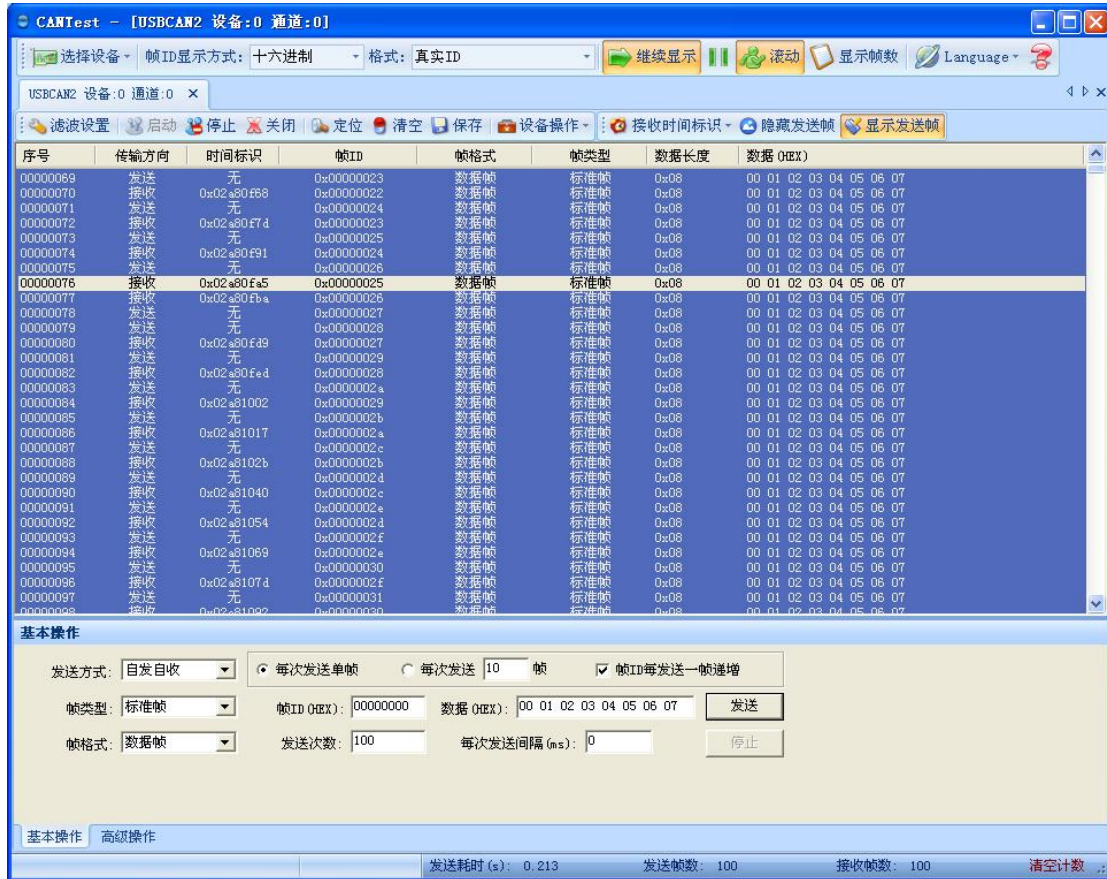 CANTest - [USBCAN2 设备:0 通道:0]
选择设备 帧ID显示方式: 十六进制 格式: 真实ID 继续显示 滚动 显示帧数 Language
USBCAN2 设备:0 通道:0
滤波设置 启动 停止 关闭 定位 清空 保存 设备操作 接收时间标识 隐藏发送帧 显示发送帧
序号 传输方向 时间标识 帧ID 帧格式 帧类型 数据长度 数据(HEX)
00000069 发送 无 0x00000023 数据帧 标准帧 0x08 00 01 02 03 04 05 06 07
00000070 接收 0x02a80f68 0x00000022 数据帧 标准帧 0x08 00 01 02 03 04 05 06 07
00000071 发送 无 0x00000024 数据帧 标准帧 0x08 00 01 02 03 04 05 06 07
00000072 接收 0x02a80f7d 0x00000023 数据帧 标准帧 0x08 00 01 02 03 04 05 06 07
00000073 发送 无 0x00000025 数据帧 标准帧 0x08 00 01 02 03 04 05 06 07
00000074 接收 0x02a80f91 0x00000024 数据帧 标准帧 0x08 00 01 02 03 04 05 06 07
00000075 发送 无 0x00000026 数据帧 标准帧 0x08 00 01 02 03 04 05 06 07
00000076 接收 0x02a80fa5 0x00000025 数据帧 标准帧 0x08 00 01 02 03 04 05 06 07
00000077 接收 0x02a80fba 0x00000026 数据帧 标准帧 0x08 00 01 02 03 04 05 06 07
00000078 发送 无 0x00000027 数据帧 标准帧 0x08 00 01 02 03 04 05 06 07
00000079 发送 无 0x00000028 数据帧 标准帧 0x08 00 01 02 03 04 05 06 07
00000080 接收 0x02a80fd9 0x00000027 数据帧 标准帧 0x08 00 01 02 03 04 05 06 07
00000081 发送 无 0x00000029 数据帧 标准帧 0x08 00 01 02 03 04 05 06 07
00000082 接收 0x02a80fed 0x00000028 数据帧 标准帧 0x08 00 01 02 03 04 05 06 07
00000083 发送 无 0x0000002a 数据帧 标准帧 0x08 00 01 02 03 04 05 06 07
00000084 接收 0x02a81002 0x00000029 数据帧 标准帧 0x08 00 01 02 03 04 05 06 07
00000085 发送 无 0x0000002b 数据帧 标准帧 0x08 00 01 02 03 04 05 06 07
00000086 接收 0x02a81017 0x0000002a 数据帧 标准帧 0x08 00 01 02 03 04 05 06 07
00000087 发送 无 0x0000002c 数据帧 标准帧 0x08 00 01 02 03 04 05 06 07
00000088 接收 0x02a8102b 0x0000002b 数据帧 标准帧 0x08 00 01 02 03 04 05 06 07
00000089 发送 无 0x0000002d 数据帧 标准帧 0x08 00 01 02 03 04 05 06 07
00000090 接收 0x02a81040 0x0000002c 数据帧 标准帧 0x08 00 01 02 03 04 05 06 07
00000091 发送 无 0x0000002e 数据帧 标准帧 0x08 00 01 02 03 04 05 06 07
00000092 接收 0x02a81054 0x0000002d 数据帧 标准帧 0x08 00 01 02 03 04 05 06 07
00000093 发送 无 0x0000002f 数据帧 标准帧 0x08 00 01 02 03 04 05 06 07
00000094 接收 0x02a81069 0x0000002e 数据帧 标准帧 0x08 00 01 02 03 04 05 06 07
00000095 发送 无 0x00000030 数据帧 标准帧 0x08 00 01 02 03 04 05 06 07
00000096 接收 0x02a8107d 0x0000002f 数据帧 标准帧 0x08 00 01 02 03 04 05 06 07
00000097 发送 无 0x00000031 数据帧 标准帧 0x08 00 01 02 03 04 05 06 07
00000098 接收 0x02a81092 0x00000030 数据帧 标准帧 0x08 00 01 02 03 04 05 06 07
基本操作
发送方式: 自发自收 每次发送单帧 每次发送 10 帧 帧ID每发送一帧递增
帧类型: 标准帧 帧ID(HEX): 00000000 数据(HEX): 00 01 02 03 04 05 06 07 发送
帧格式: 数据帧 发送次数: 100 每次发送间隔(ms): 0 停止
基本操作 高级操作
发送耗时(s): 0.213 发送帧数: 100 接收帧数: 100 清空计数